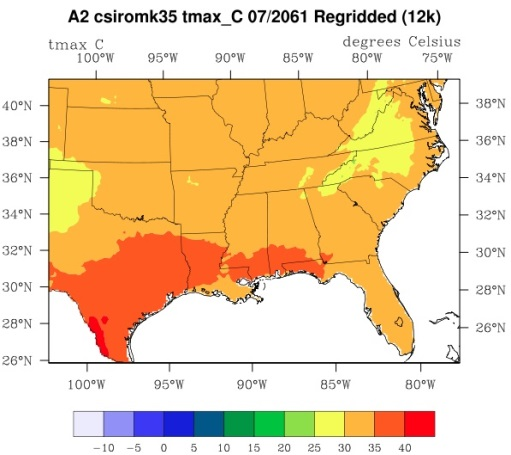 A2 csiromk35 tmax_C 07/2061 Regridded (12k)
tmax C degrees Celsius
100°W 95°W 90°W 85°W 80°W 75°W
40°N 38°N
38°N 36°N
36°N 34°N
34°N 32°N
32°N 30°N
30°N 28°N
28°N 26°N
26°N
100°W 95°W 90°W 85°W 80°W
−10 −5 0 5 10 15 20 25 30 35 40